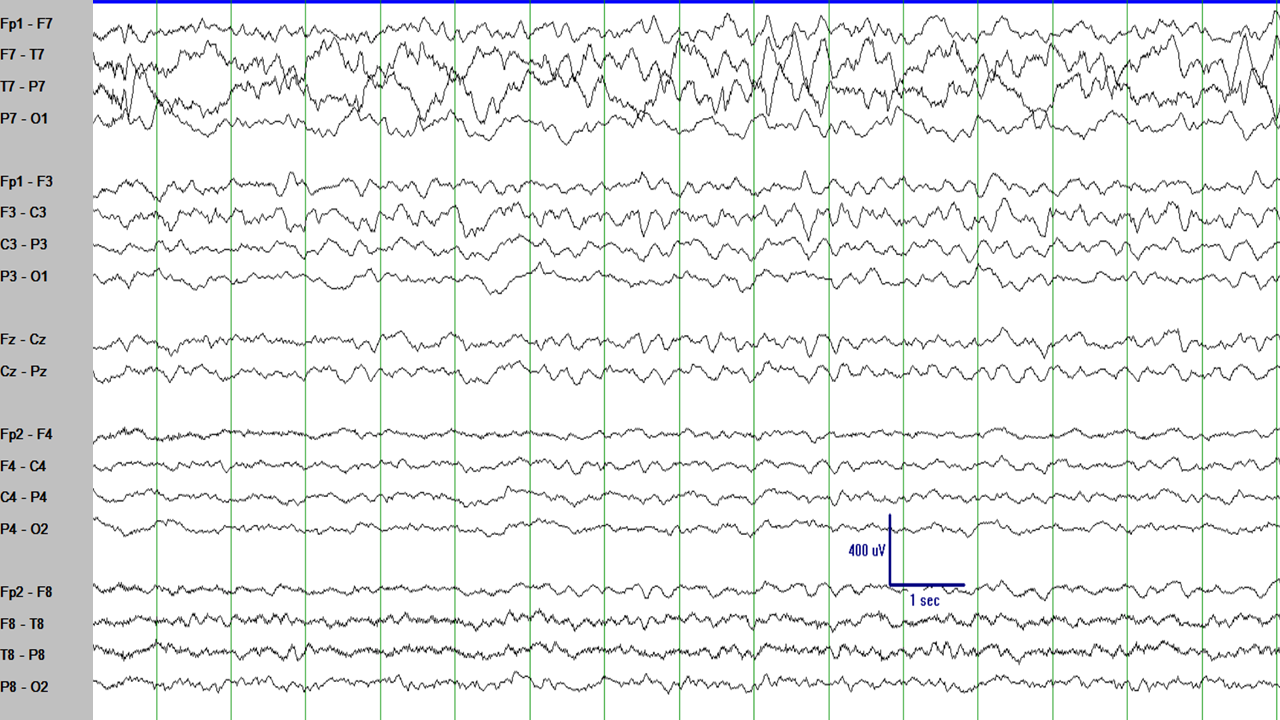 Fp1 - F7
F7 - T7
T7 - P7
P7 - O1
Fp1 - F3
F3 - C3
C3 - P3
P3 - O1
Fz - Cz
Cz - Pz
Fp2 - F4
F4 - C4
C4 - P4
P4 - O2
400 uV
1 sec
Fp2 - F8
F8 - T8
T8 - P8
P8 - O2